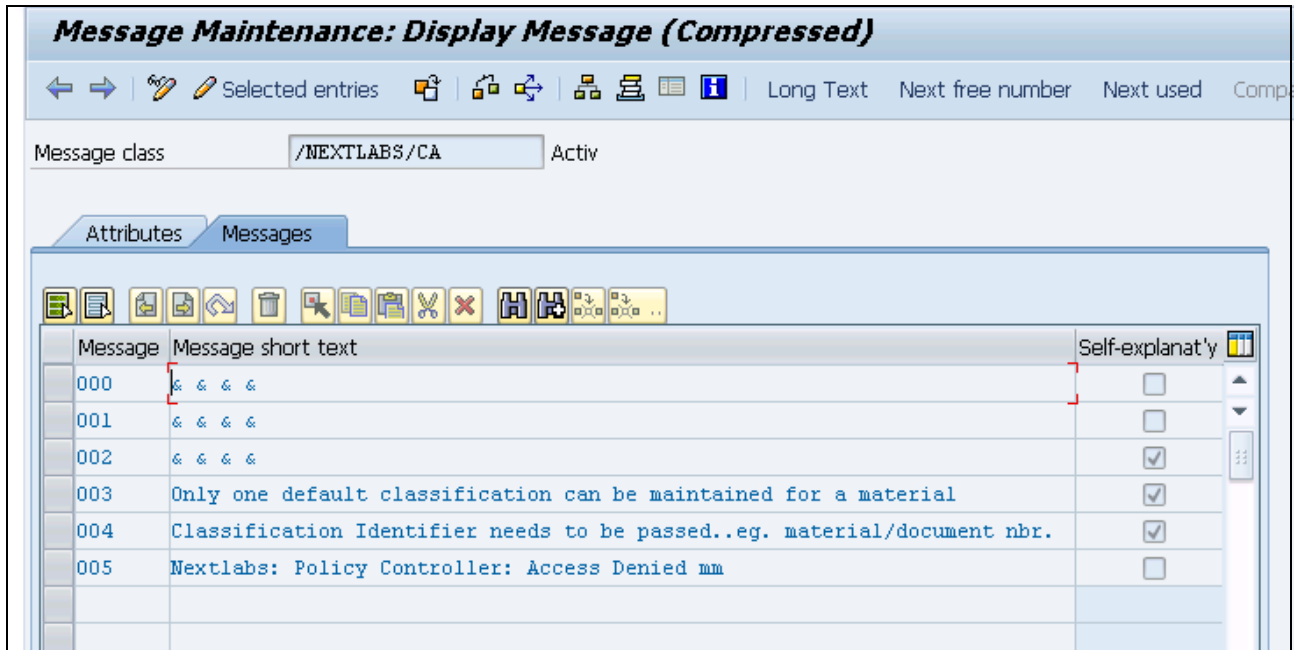 Message Maintenance: Display Message (Compressed)
Selected entries Long Text Next free number Next used Compa
Message class /NEXTLABS/CA Activ
Attributes Messages
Message Message short text Self-explanat'y
000 & & & &
001 & & & &
002 & & & &
003 Only one default classification can be maintained for a material
004 Classification Identifier needs to be passed..eg. material/document nbr.
005 Nextlabs: Policy Controller: Access Denied mm